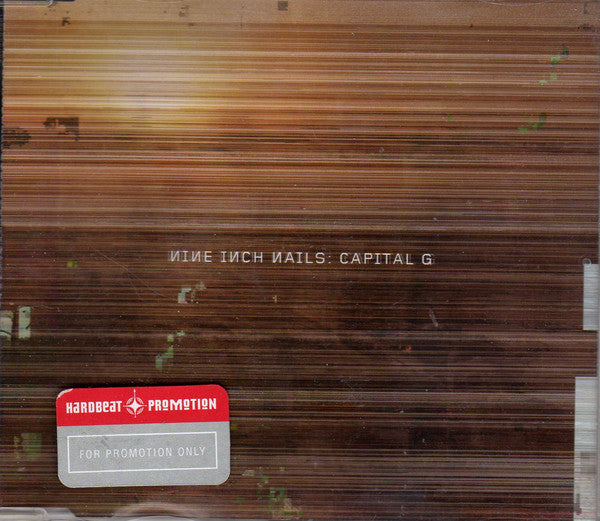 NINE INCH NAILS: CAPITAL G
HARDBEAT PROMOTION
FOR PROMOTION ONLY